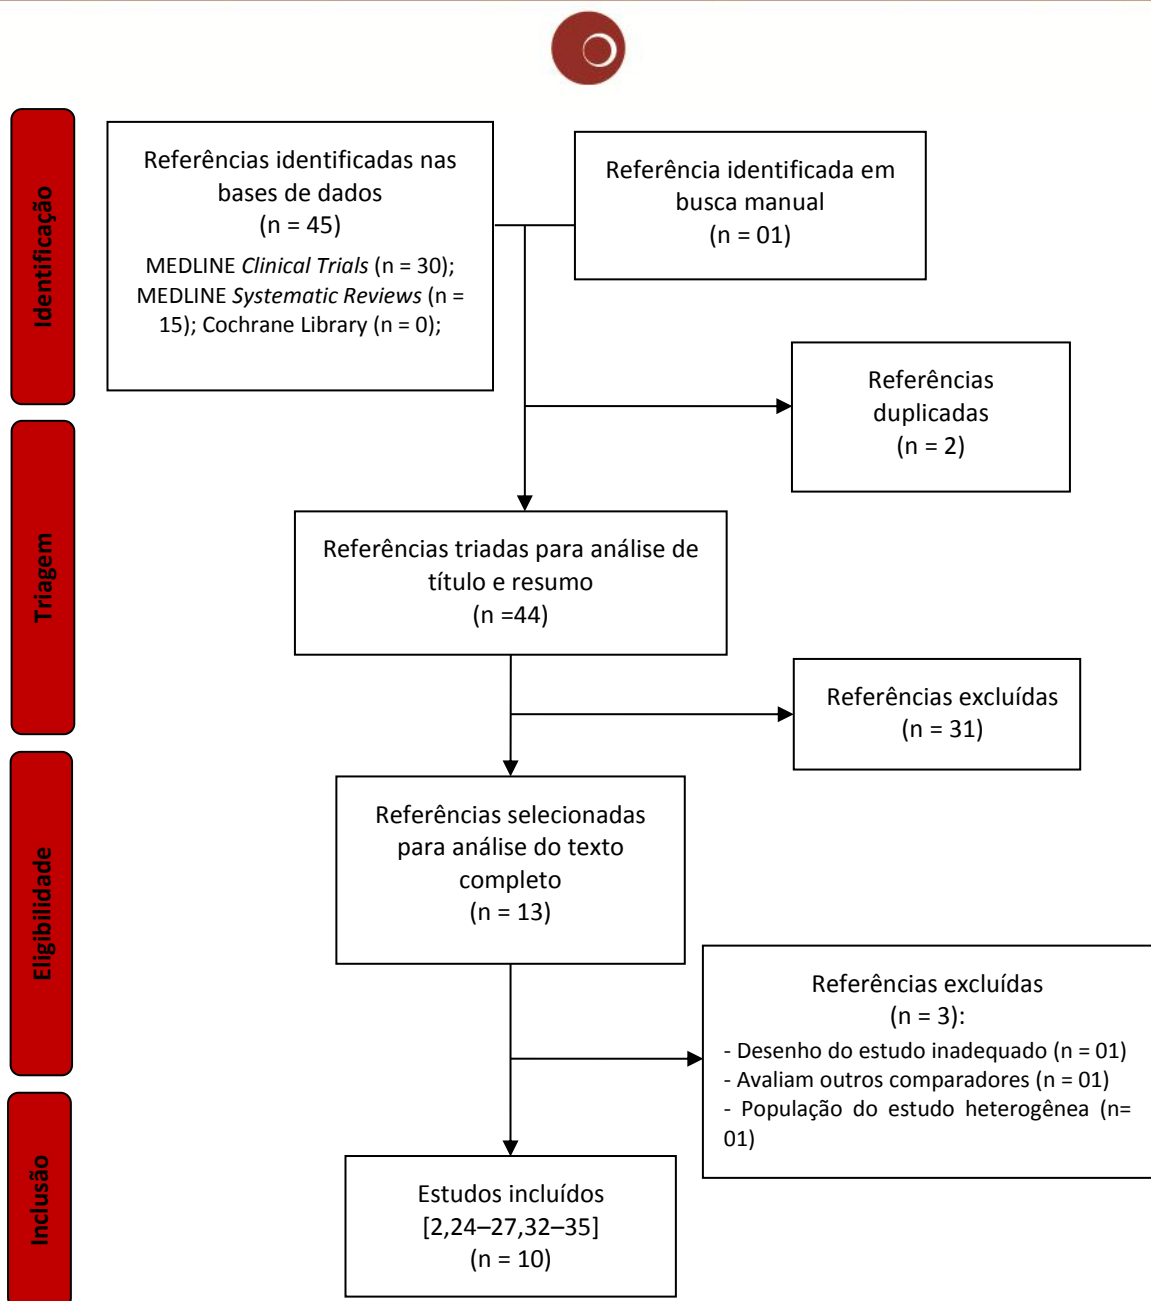 Identificação
Referências identificadas nas
bases de dados
(n = 45)
MEDLINE Clinical Trials (n = 30);
MEDLINE Systematic Reviews (n =
15); Cochrane Library (n = 0);
Referência identificada em
busca manual
(n = 01)
Referências
duplicadas
(n = 2)
Triagem
Referências triadas para análise de
título e resumo
(n =44)
Referências excluídas
(n = 31)
Eligibilidade
Referências selecionadas
para análise do texto
completo
(n = 13)
Referências excluídas
(n = 3):
- Desenho do estudo inadequado (n = 01)
- Avaliam outros comparadores (n = 01)
- População do estudo heterogênea (n=
01)
Inclusão
Estudos incluídos
[2,24–27,32–35]
(n = 10)